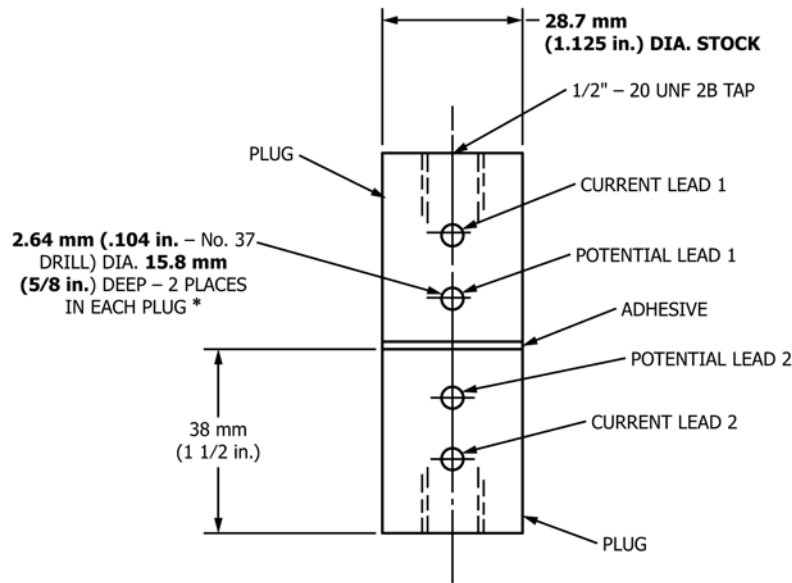 28.7 mm
(1.125 in.) DIA. STOCK
1/2" – 20 UNF 2B TAP
PLUG
CURRENT LEAD 1
2.64 mm (.104 in. – No. 37
DRILL) DIA. 15.8 mm
(5/8 in.) DEEP – 2 PLACES
IN EACH PLUG *
POTENTIAL LEAD 1
ADHESIVE
POTENTIAL LEAD 2
CURRENT LEAD 2
38 mm
(1 1/2 in.)
PLUG